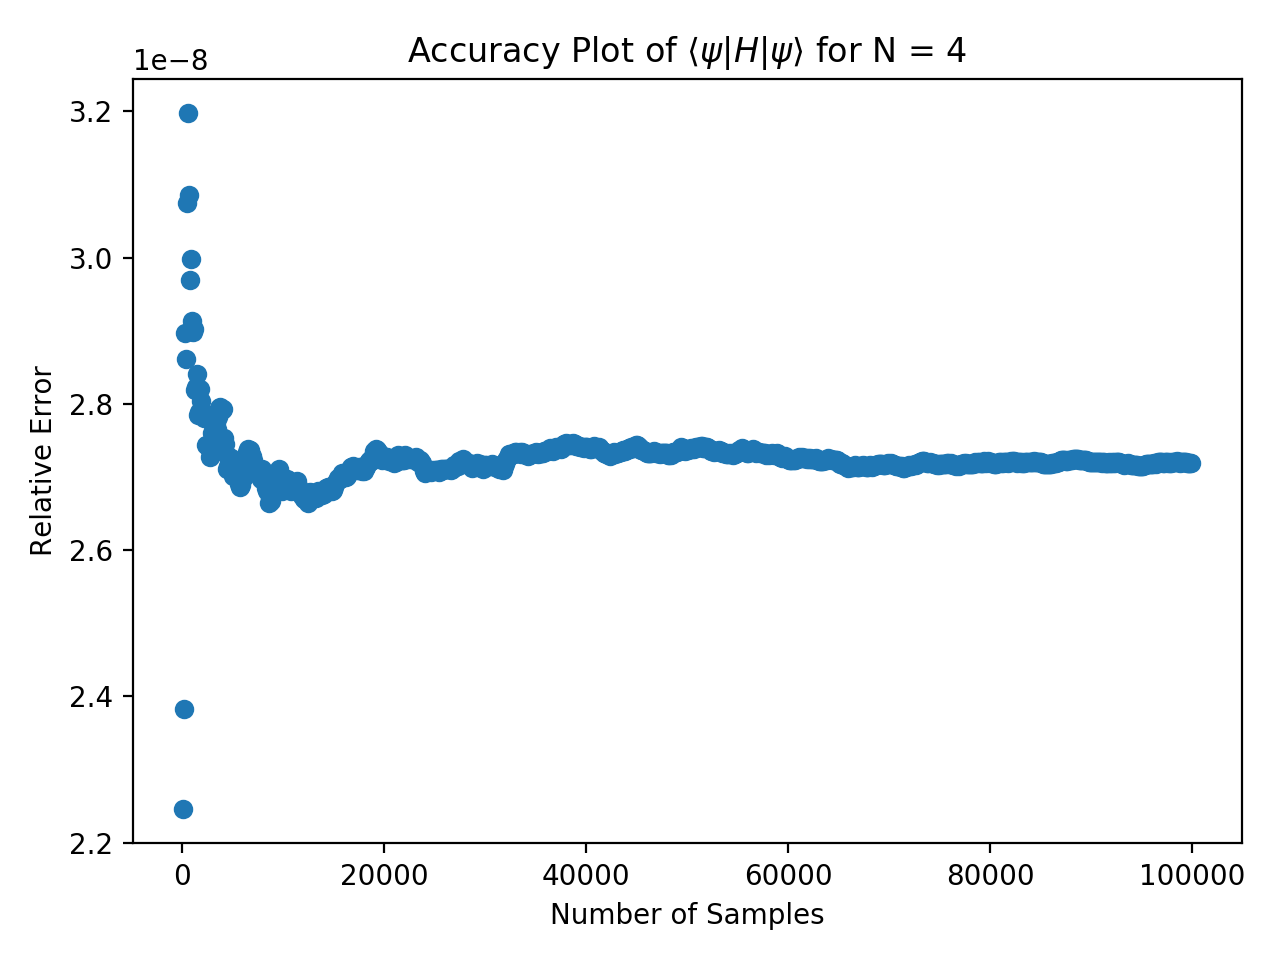 Accuracy Plot of ⟨ψ|H|ψ⟩ for N = 4
1e−8
3.2
3.0
2.8
2.6
2.4
2.2
Relative Error
0 20000 40000 60000 80000 100000
Number of Samples